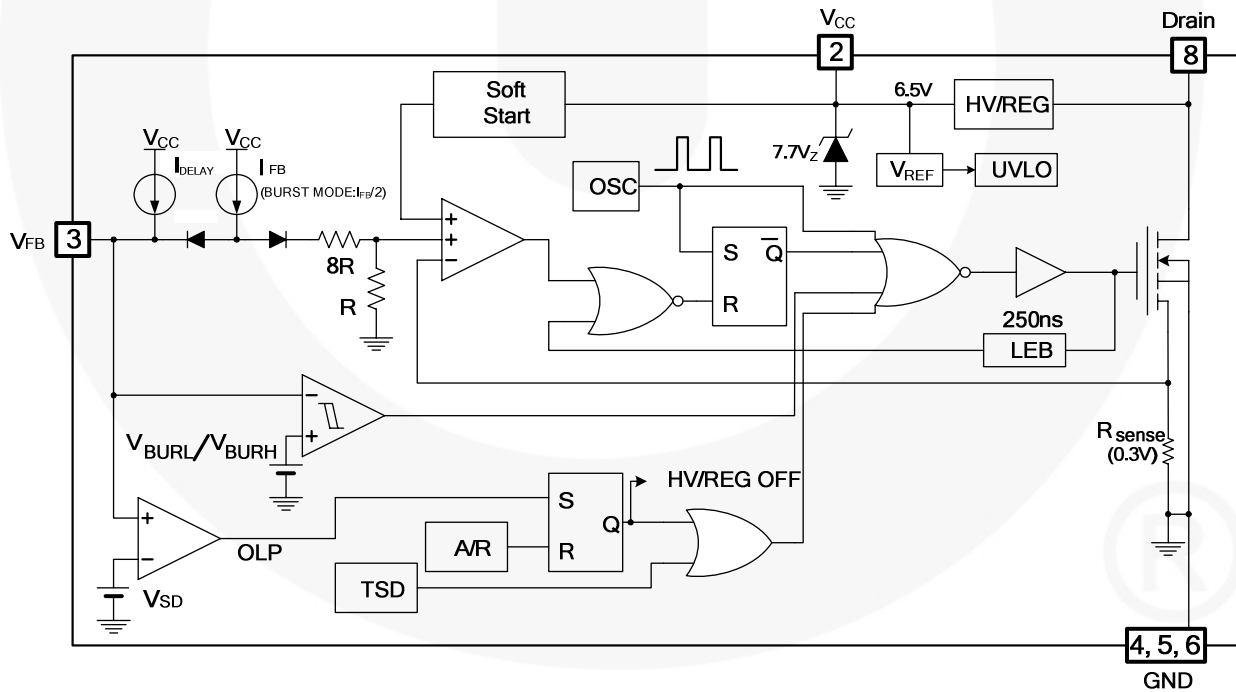 VCC
Drain
2
8
Soft
Start
6.5V
HV/REG
VCC
VCC
IDELAY
IFB
(BURST MODE:IFB/2)
7.7VZ
VREF
UVLO
OSC
VFB
3
8R
R
+
+
−
S
Q̅
R
250ns
LEB
−
+
VBURL/VBURH
Rsense
(0.3V)
HV/REG OFF
S
Q
R
+
−
OLP
A/R
TSD
VSD
®
4, 5, 6
GND